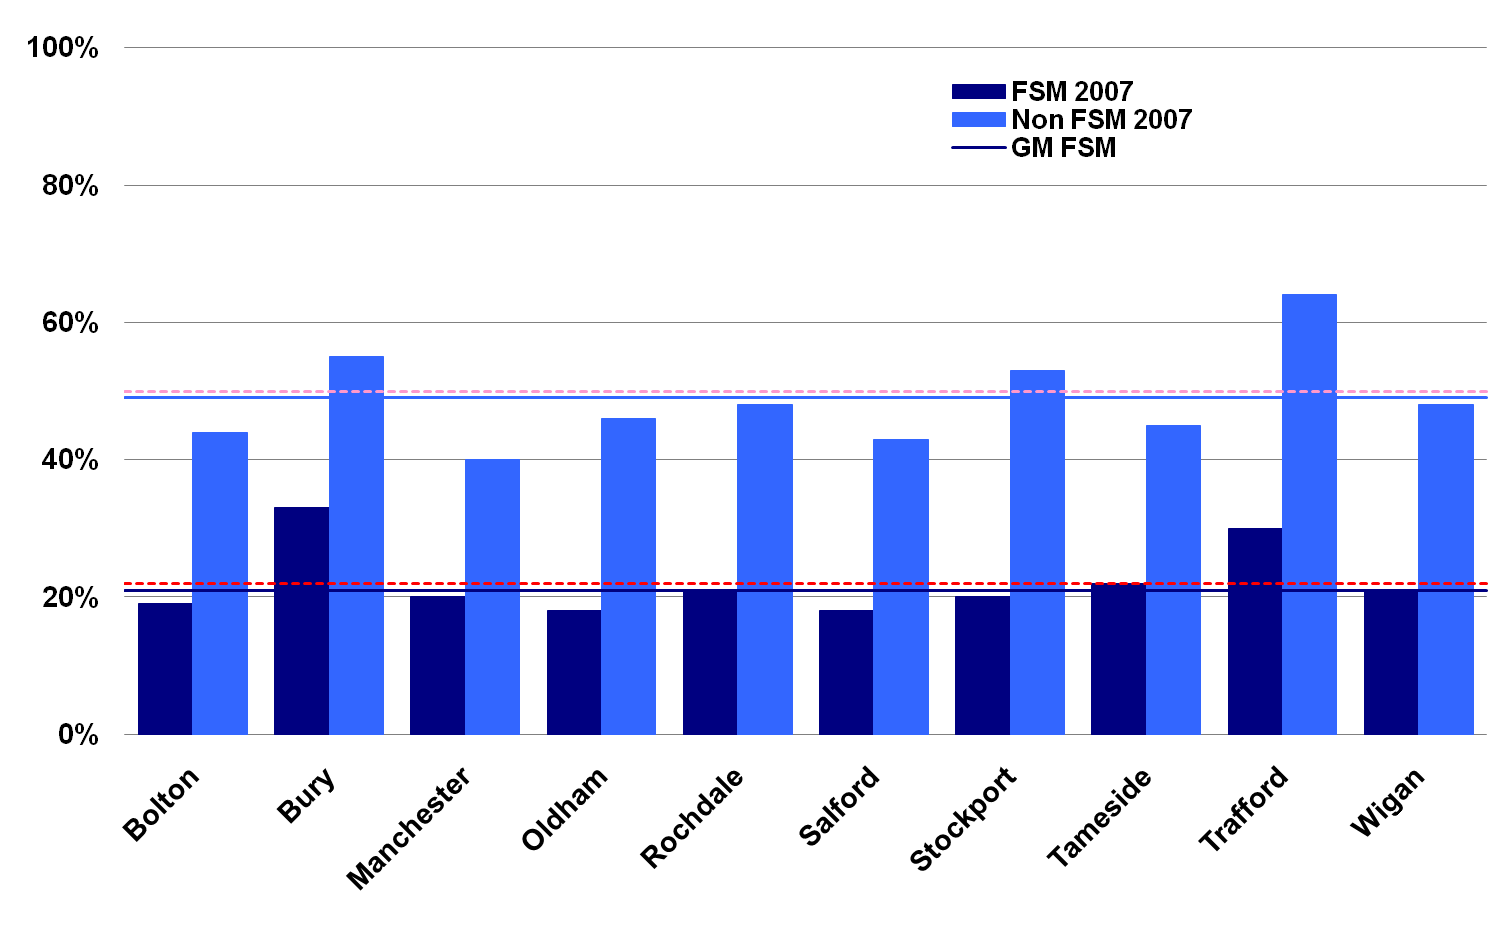 100%
80%
60%
40%
20%
0%
FSM 2007
Non FSM 2007
GM FSM
Bolton
Bury
Manchester
Oldham
Rochdale
Salford
Stockport
Tameside
Trafford
Wigan